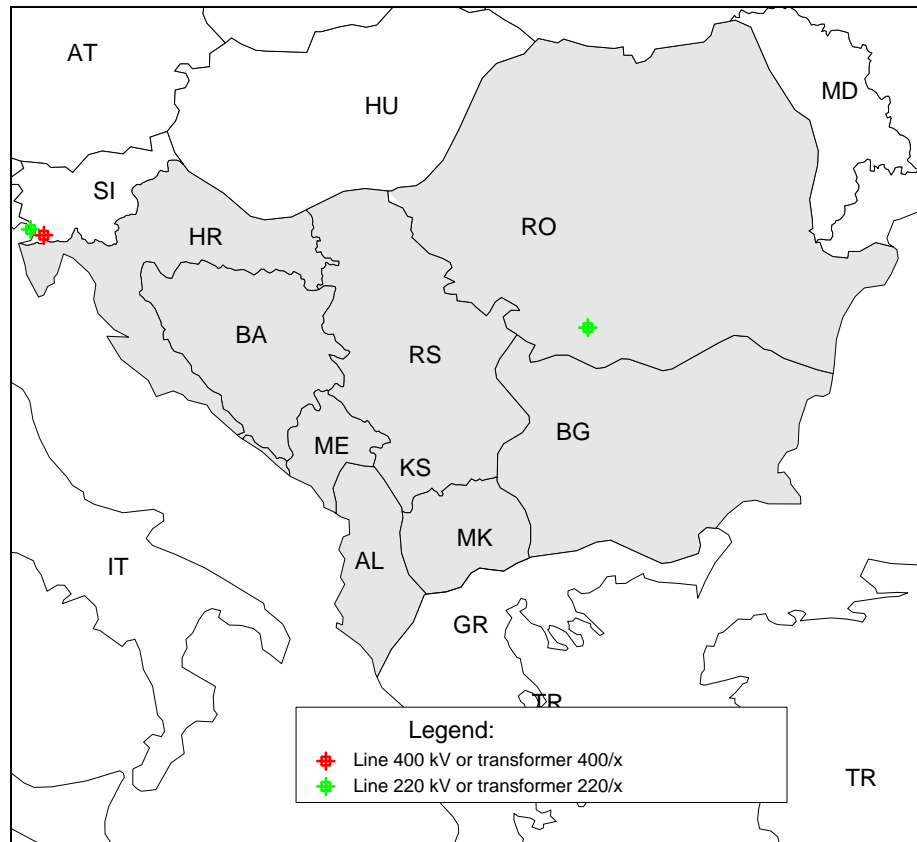 AT
HU
MD
SI
HR
RO
BA
RS
ME
BG
KS
MK
AL
IT
GR
TR
Legend:
Line 400 kV or transformer 400/x
Line 220 kV or transformer 220/x
TR